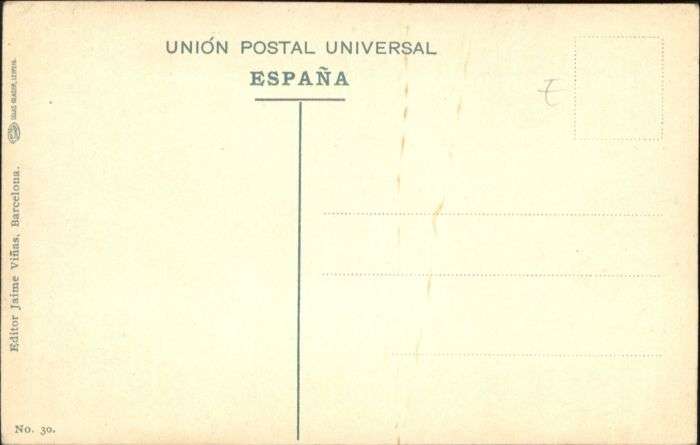 UNIÓN POSTAL UNIVERSAL
ESPAÑA
Editor Jaime Viñas, Barcelona.
No. 30.